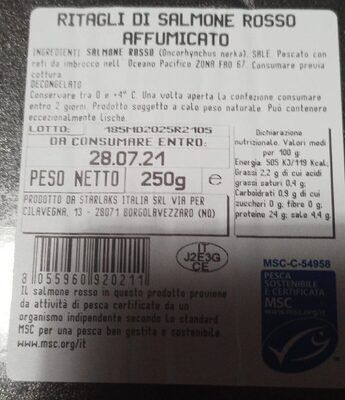 RITAGLI DI SALMONE ROSSO
AFFUMICATO
INGREDIENTI: SALMONE ROSSO (Oncorhynchus nerka), SALE. Pescato con
reti da imbrocco nell' Oceano Pacifico ZONA FAO 67. Consumare previa
cottura.
DECONGELATO
Conservare tra 0 e +4° C. Una volta aperta la confezione consumare
entro 2 giorni. Prodotto soggetto a calo peso naturale. Può contenere
eccezionalmente lische.
LOTTO: 185MD2025R2105
DA CONSUMARE ENTRO:
28.07.21
PESO NETTO 250g e
PRODOTTO DA STARLAKS ITALIA SRL VIA PER
CILAVEGNA, 13 - 28071 BORGOLAVEZZARO (NO)
Dichiarazione
nutrizionale. Valori medi
per 100 g:
Energia: 505 KJ/119 Kcal;
Grassi 2,2 g di cui acidi
grassi saturi 0,4 g;
Carboidrati 0,9 g di cui
zuccheri 0 g; fibre 0 g;
proteine 24 g; sale 4,4 g.
IT
J2E3G
CE
8 055960 920211
MSC-C-54958
PESCA
SOSTENIBILE
E CERTIFICATA
MSC
www.msc.org/it
Il salmone rosso in questo prodotto proviene
da attività di pesca certificate da un
organismo indipendente secondo lo standard
MSC per una pesca ben gestita e sostenibile.
www.msc.org/it